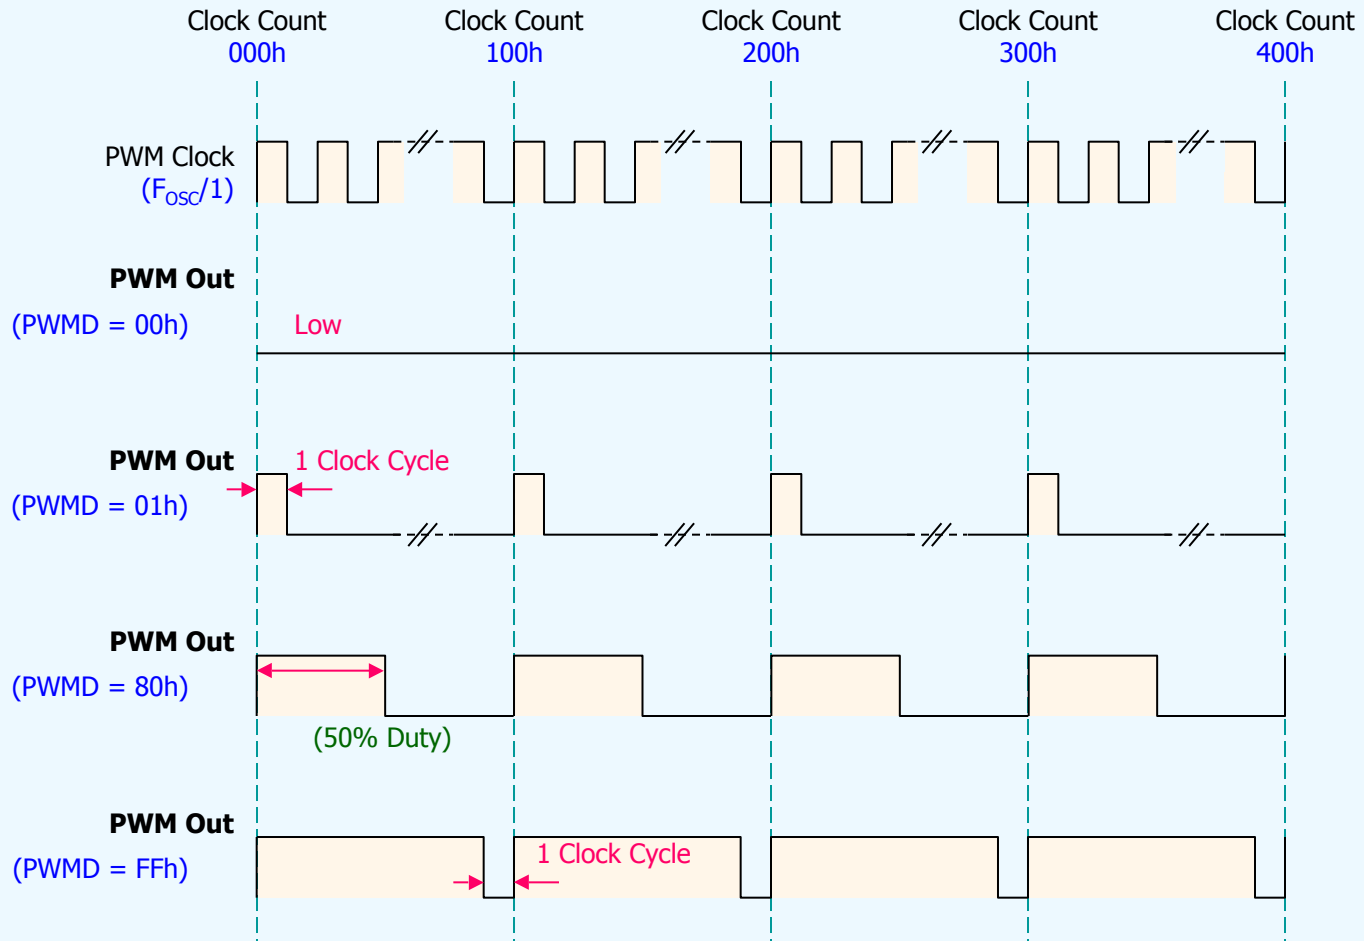 Clock Count Clock Count Clock Count Clock Count Clock Count
000h 100h 200h 300h 400h
PWM Clock
(FOSC/1)
PWM Out
(PWMD = 00h) Low
PWM Out 1 Clock Cycle
(PWMD = 01h)
PWM Out
(PWMD = 80h)
(50% Duty)
PWM Out
1 Clock Cycle
(PWMD = FFh)